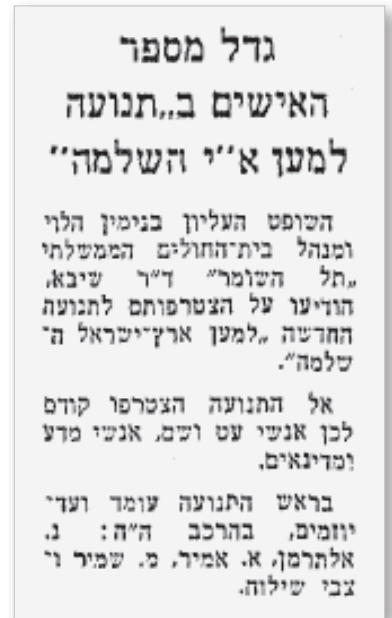 גדל מספר
האישים ב„תנועה
למען א״י השלמה״
השופט העליון בנימין הלוי
ומנהל בית־החולים הממשלתי
„תל השומר״ ד״ר שיבא,
הודיעו על הצטרפותם לתנועה
החדשה „למען ארץ־ישראל ה־
שלמה״.
אל התנועה הצטרפו קודם
לכן אנשי עט ושם, אנשי מדע
ומדינאים.
בראש התנועה עומד ועד־
יוזמים, בהרכב ה״ה: נ.
אלתרמן, א. אמיר, מ. שמיר ו־
צבי שילוח.